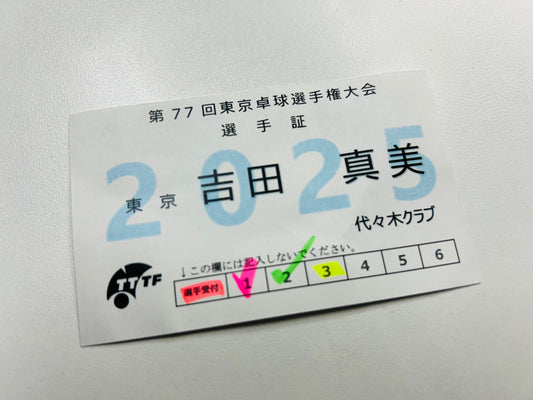 第77回東京卓球選手権大会
選手証
2025
東京 吉田 真美
代々木クラブ
↓この欄には記入しないでください。
TTTF
選手受付 1 2 3 4 5 6